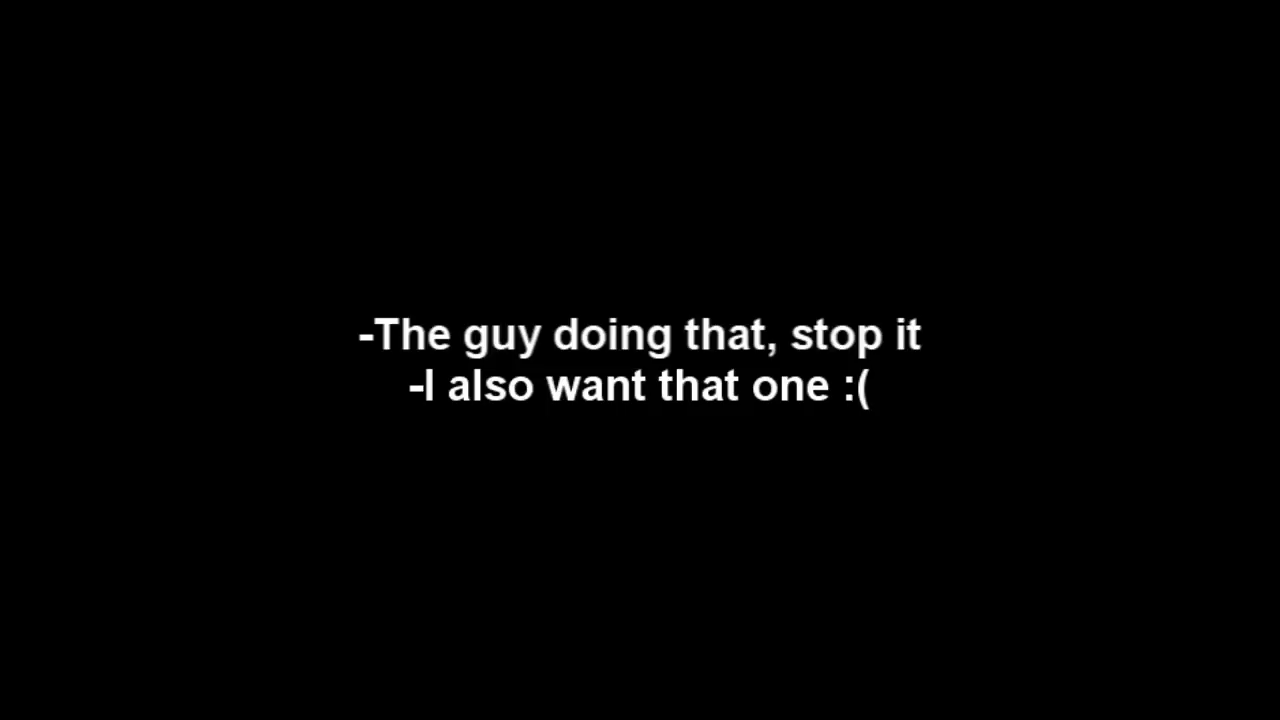 -The guy doing that, stop it
-I also want that one :(